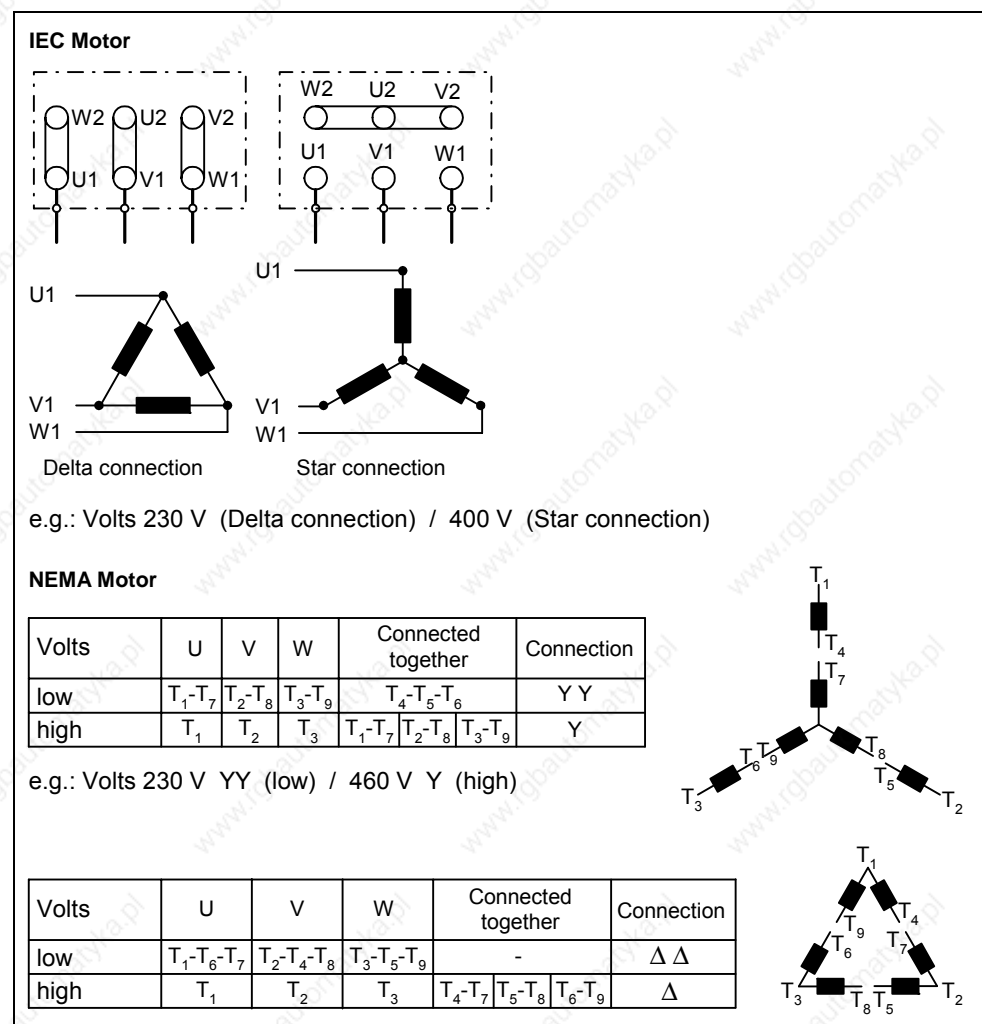 IEC Motor
W2 U2 V2
U1 V1 W1
W2 U2 V2
U1 V1 W1
U1
V1
W1
Delta connection
U1
V1
W1
Star connection
e.g.: Volts 230 V (Delta connection) / 400 V (Star connection)
NEMA Motor
Volts U V W Connected together Connection
low T1-T7 T2-T8 T3-T9 T4-T5-T6 Y Y
high T1 T2 T3 T1-T7 T2-T8 T3-T9 Y
e.g.: Volts 230 V YY (low) / 460 V Y (high)
T1
T4
T7
T6 T9 T8
T3 T5 T2
Volts U V W Connected together Connection
low T1-T6-T7 T2-T4-T8 T3-T5-T9 - Δ Δ
high T1 T2 T3 T4-T7 T5-T8 T6-T9 Δ
T1
T9 T4
T6 T7
T3 T8 T5 T2
www.rgbautomatyka.pl